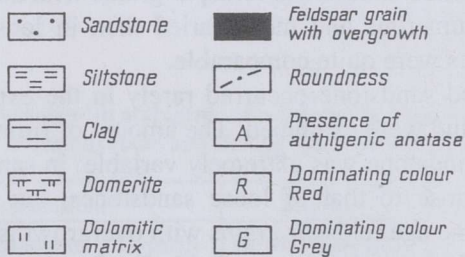 Sandstone
Siltstone
Clay
Domerite
Dolomitic
matrix
Feldspar grain
with overgrowth
Roundness
A Presence of
authigenic anatase
R Dominating colour
Red
G Dominating colour
Grey